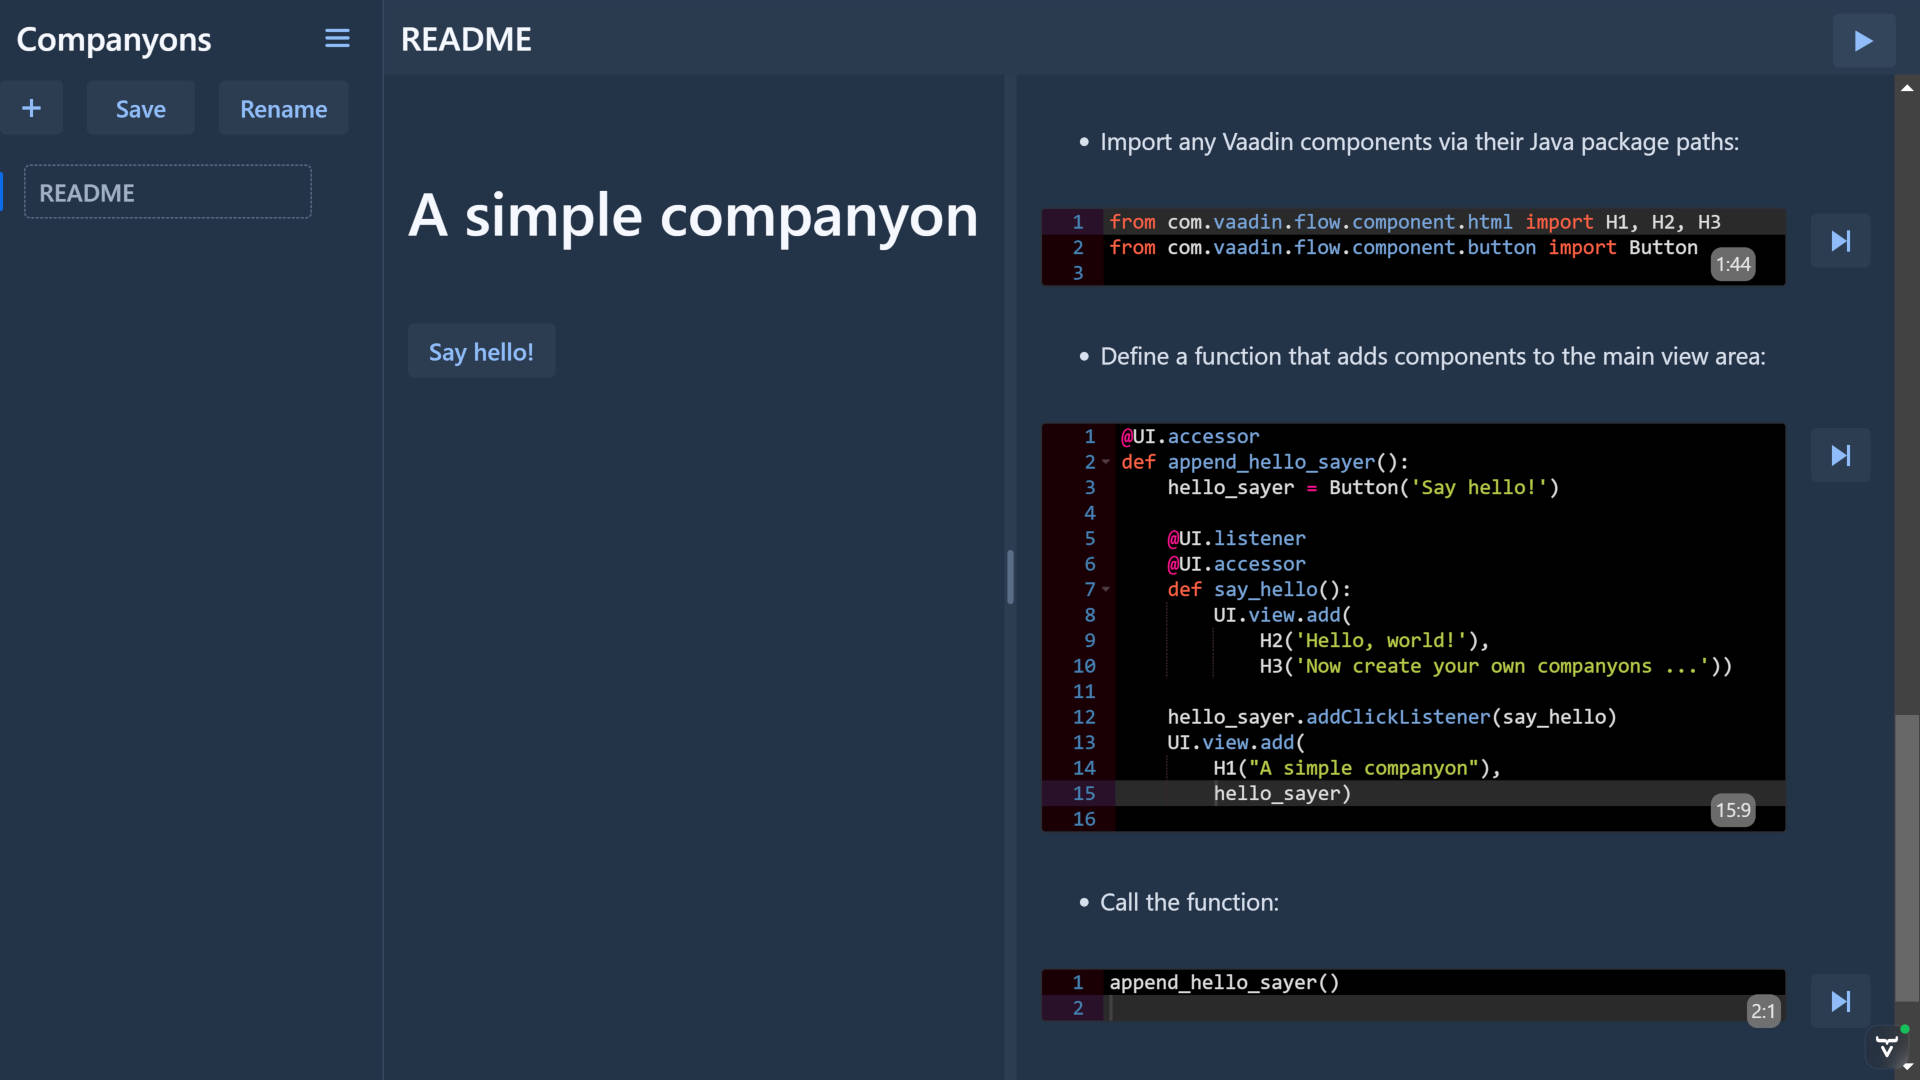 Companyons
README
+
Save
Rename
README
A simple companyon
Say hello!
• Import any Vaadin components via their Java package paths:
1 from com.vaadin.flow.component.html import H1, H2, H3
2 from com.vaadin.flow.component.button import Button
3
1:44
• Define a function that adds components to the main view area:
1 @UI.accessor
2 def append_hello_sayer():
3     hello_sayer = Button('Say hello!')
4
5     @UI.listener
6     @UI.accessor
7     def say_hello():
8         UI.view.add(
9             H2('Hello, world!'),
10             H3('Now create your own companyons ...'))
11
12     hello_sayer.addClickListener(say_hello)
13     UI.view.add(
14         H1("A simple companyon"),
15         hello_sayer)
16
15:9
• Call the function:
1 append_hello_sayer()
2
2:1